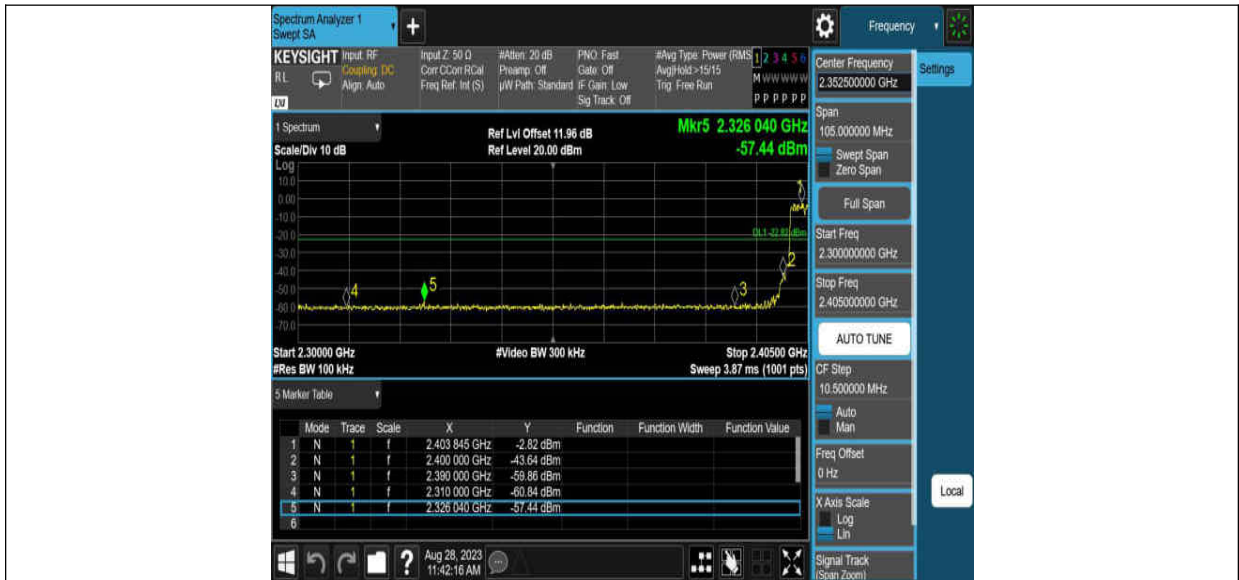 Spectrum Analyzer 1
Swept SA
+
Frequency
KEYSIGHT Input: RF Input Z: 50 Ω #Atten: 20 dB PNO: Fast #Avg Type: Power (RMS 1 2 3 4 5 6
RL Coupling: DC Corr CCorr RCal Preamp: Off Gate: Off Avg|Hold:>15/15 M W W W W W
Align: Auto Freq Ref: Int (S) µW Path: Standard IF Gain: Low Trig: Free Run
Sig Track: Off P P P P P P
LXI
1 Spectrum
Ref Lvl Offset 11.96 dB
Mkr5 2.326 040 GHz
Scale/Div 10 dB
Ref Level 20.00 dBm
-57.44 dBm
Log
10.0
0.00
-10.0
-20.0
-30.0
-40.0
-50.0
-60.0
-70.0
1
DL1 -22.82 dBm
2
3
4
5
Start 2.30000 GHz #Video BW 300 kHz Stop 2.40500 GHz
#Res BW 100 kHz Sweep 3.87 ms (1001 pts)
5 Marker Table
Mode Trace Scale X Y Function Function Width Function Value
1 N 1 f 2.403 845 GHz -2.82 dBm
2 N 1 f 2.400 000 GHz -43.64 dBm
3 N 1 f 2.390 000 GHz -59.86 dBm
4 N 1 f 2.310 000 GHz -60.84 dBm
5 N 1 f 2.326 040 GHz -57.44 dBm
6
Aug 28, 2023
11:42:16 AM
?
Center Frequency
2.352500000 GHz
Settings
Span
105.000000 MHz
Swept Span
Zero Span
Full Span
Start Freq
2.300000000 GHz
Stop Freq
2.405000000 GHz
AUTO TUNE
CF Step
10.500000 MHz
Auto
Man
Freq Offset
0 Hz
X Axis Scale
Log
Lin
Local
Signal Track
(Span Zoom)